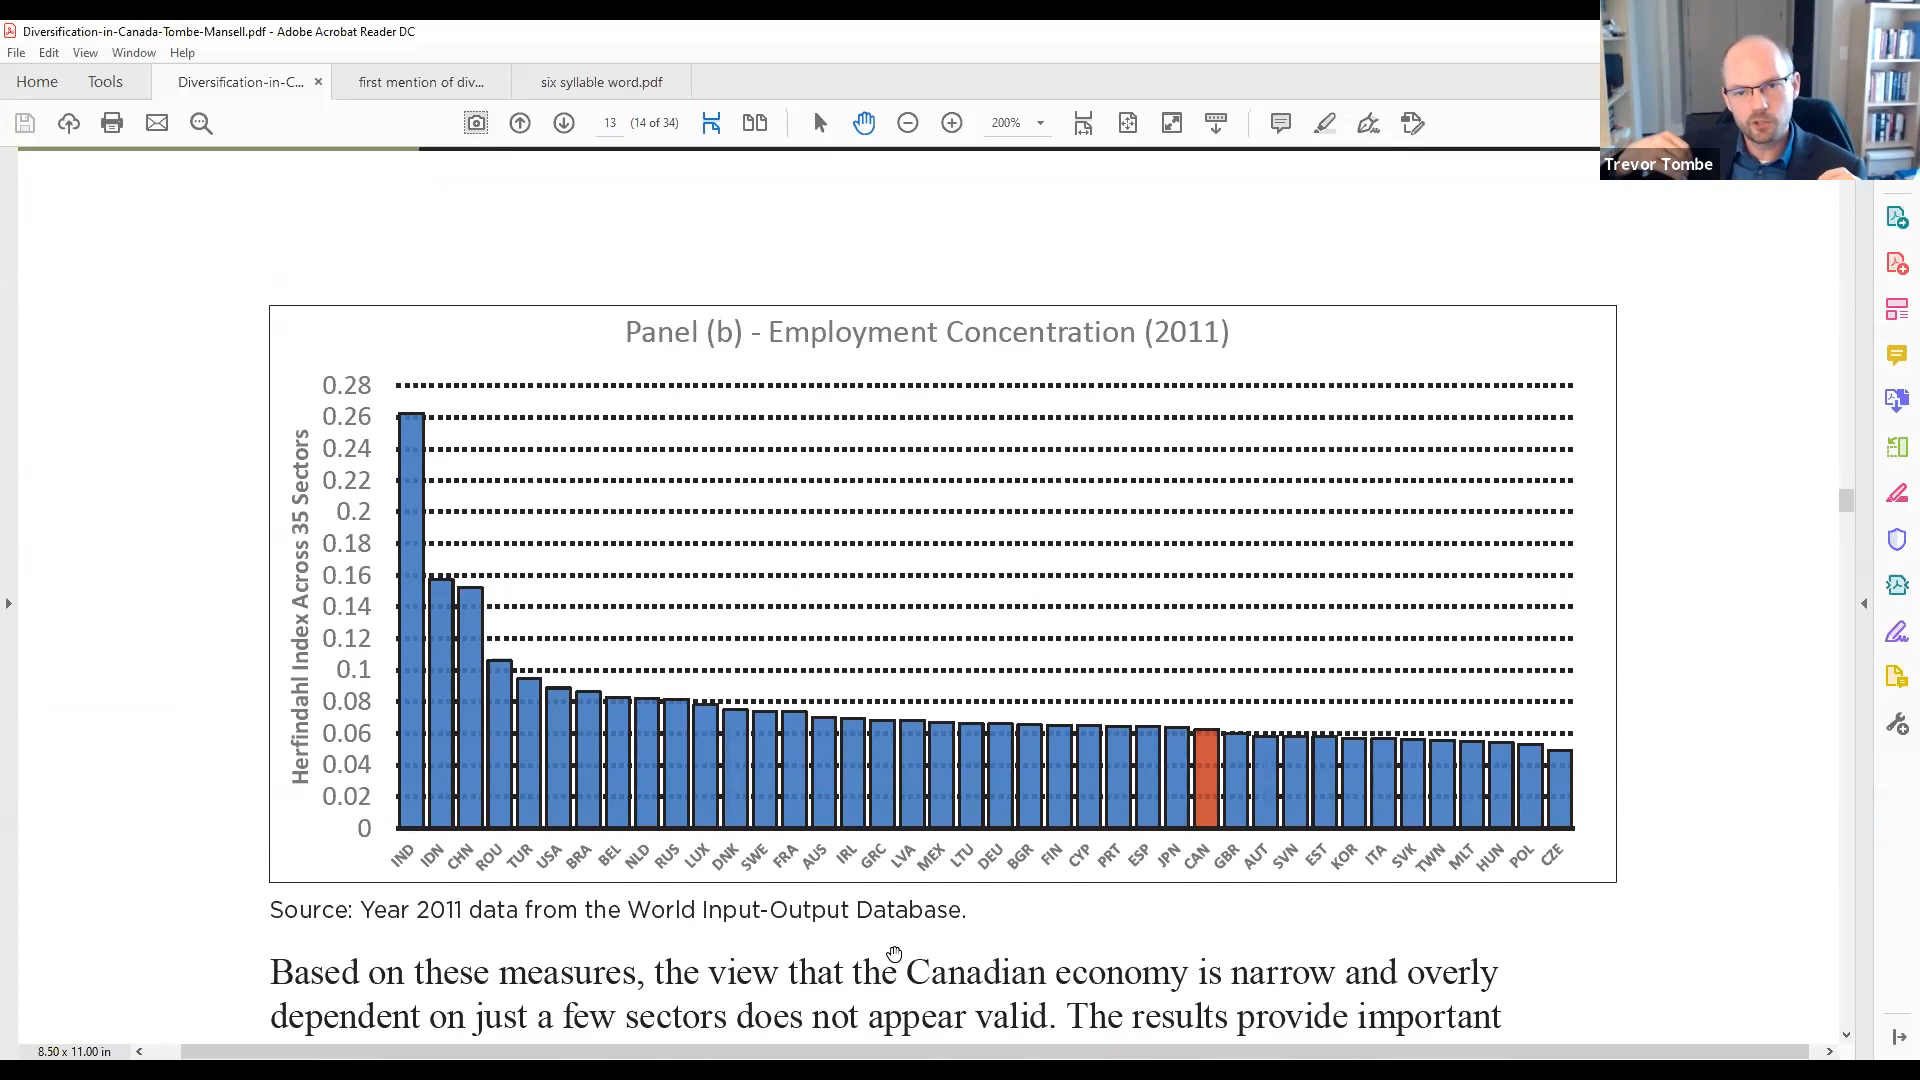 Diversification-in-Canada-Tombe-Mansell.pdf - Adobe Acrobat Reader DC
File Edit View Window Help
Home Tools Diversification-in-C... × first mention of div... six syllable word.pdf
13 (14 of 34) 200%
Trevor Tombe
Panel (b) - Employment Concentration (2011)
Herfindahl Index Across 35 Sectors
0.28
0.26
0.24
0.22
0.2
0.18
0.16
0.14
0.12
0.1
0.08
0.06
0.04
0.02
0
IND IDN CHN ROU TUR USA BRA BEL NLD RUS LUX DNK SWE FRA AUS IRL GRC LVA MEX LTU DEU BGR FIN CYP PRT ESP JPN CAN GBR AUT SVN EST KOR ITA SVK TWN MLT HUN POL CZE
Source: Year 2011 data from the World Input-Output Database.
Based on these measures, the view that the Canadian economy is narrow and overly
dependent on just a few sectors does not appear valid. The results provide important
8.50 x 11.00 in